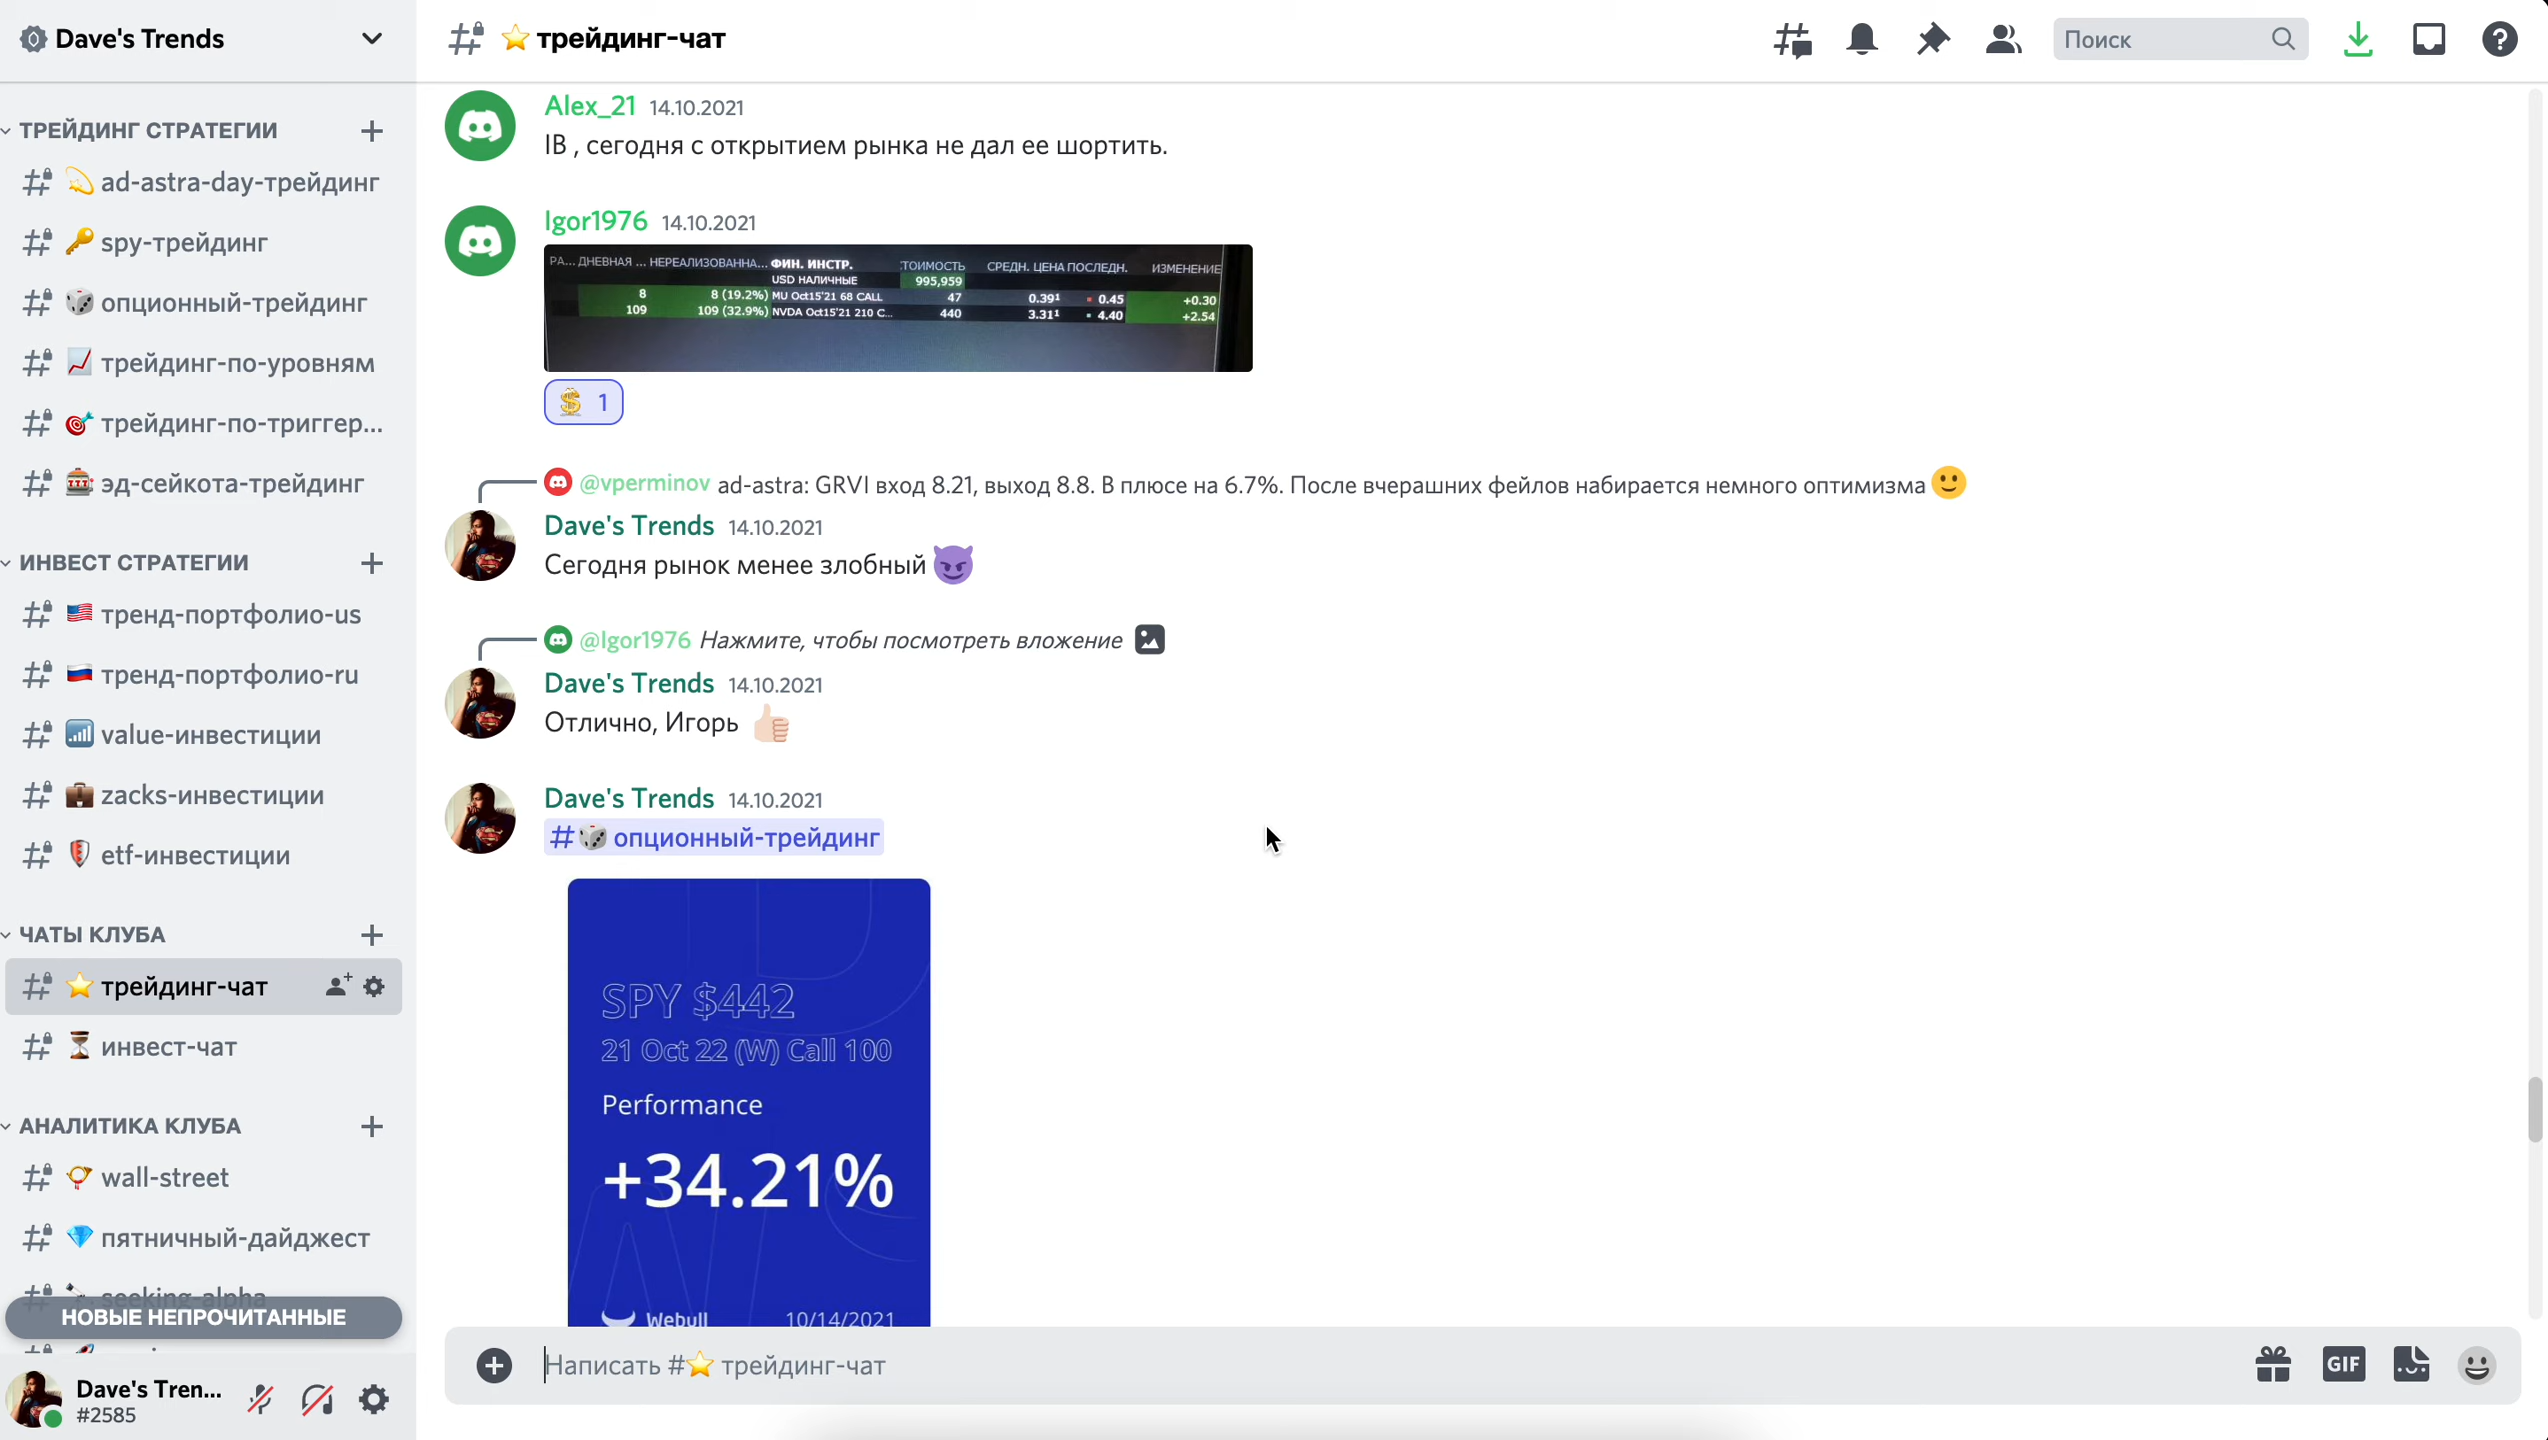 Dave's Trends
ТРЕЙДИНГ СТРАТЕГИИ
ad-astra-day-трейдинг
spy-трейдинг
опционный-трейдинг
трейдинг-по-уровням
трейдинг-по-триггер...
эд-сейкота-трейдинг
ИНВЕСТ СТРАТЕГИИ
тренд-портфолио-us
тренд-портфолио-ru
value-инвестиции
zacks-инвестиции
etf-инвестиции
ЧАТЫ КЛУБА
трейдинг-чат
инвест-чат
АНАЛИТИКА КЛУБА
wall-street
пятничный-дайджест
seeking-alpha
НОВЫЕ НЕПРОЧИТАННЫЕ
Dave's Tren...
#2585
трейдинг-чат
Поиск
Alex_21 14.10.2021
IB , сегодня с открытием рынка не дал ее шортить.
Igor1976 14.10.2021
РА... ДНЕВНАЯ ... НЕРЕАЛИЗОВАННА... ФИН. ИНСТР. :ТОИМОСТЬ СРЕДН. ЦЕНА ПОСЛЕДН. ИЗМЕНЕНИЕ
USD НАЛИЧНЫЕ 995,959
8 8 (19.2%) MU Oct15'21 68 CALL 47 0.39¹ 0.45 +0.30
109 109 (32.9%) NVDA Oct15'21 210 C... 440 3.31¹ 4.40 +2.54
1
@vperminov ad-astra: GRVI вход 8.21, выход 8.8. В плюсе на 6.7%. После вчерашних фейлов набирается немного оптимизма
Dave's Trends 14.10.2021
Сегодня рынок менее злобный
@Igor1976 Нажмите, чтобы посмотреть вложение
Dave's Trends 14.10.2021
Отлично, Игорь
Dave's Trends 14.10.2021
# опционный-трейдинг
SPY $442
21 Oct 22 (W) Call 100
Performance
+34.21%
Webull 10/14/2021
Написать # трейдинг-чат
GIF